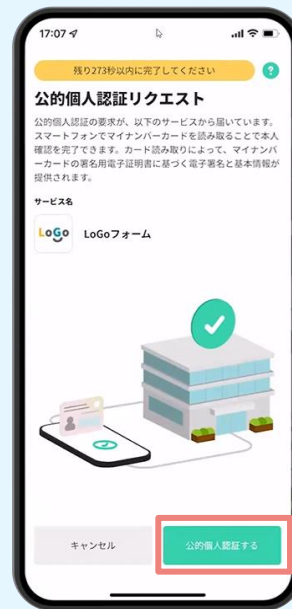 17:07
残り273秒以内に完了してください
?
公的個人認証リクエスト
公的個人認証の要求が、以下のサービスから届いています。
スマートフォンでマイナンバーカードを読み取ることで本人
確認を完了できます。カード読み取りによって、マイナンバ
ーカードの署名用電子証明書に基づく電子署名と基本情報が
提供されます。
サービス名
LoGo
LoGoフォーム
キャンセル
公的個人認証する